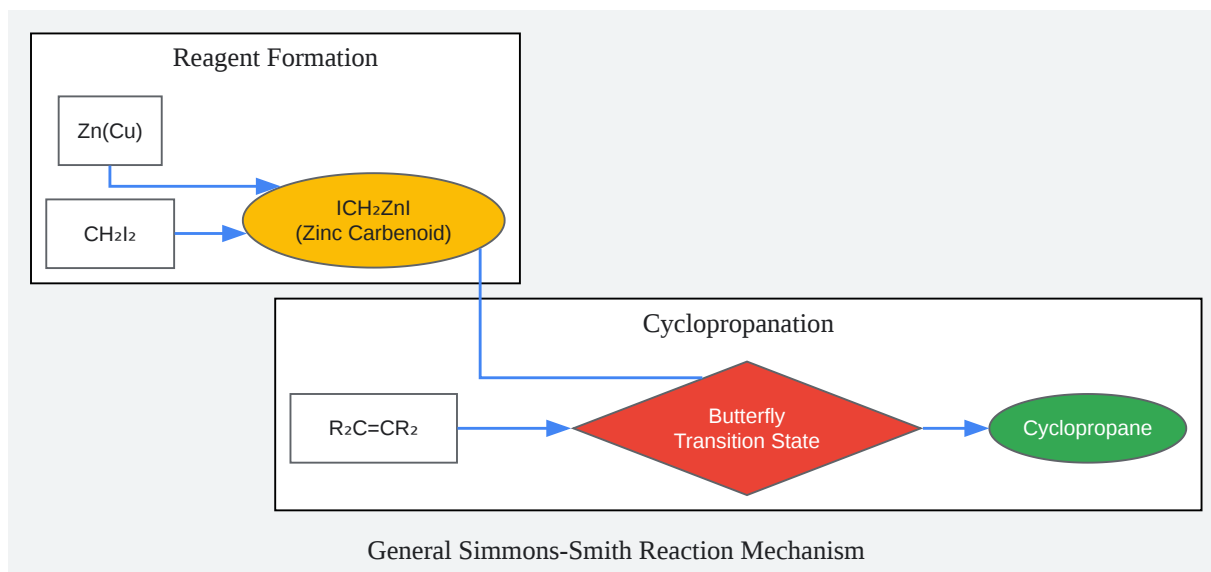 Reagent Formation
Zn(Cu)
CH₂I₂
ICH₂ZnI
(Zinc Carbenoid)
Cyclopropanation
R₂C=CR₂
Butterfly
Transition State
Cyclopropane
General Simmons-Smith Reaction Mechanism